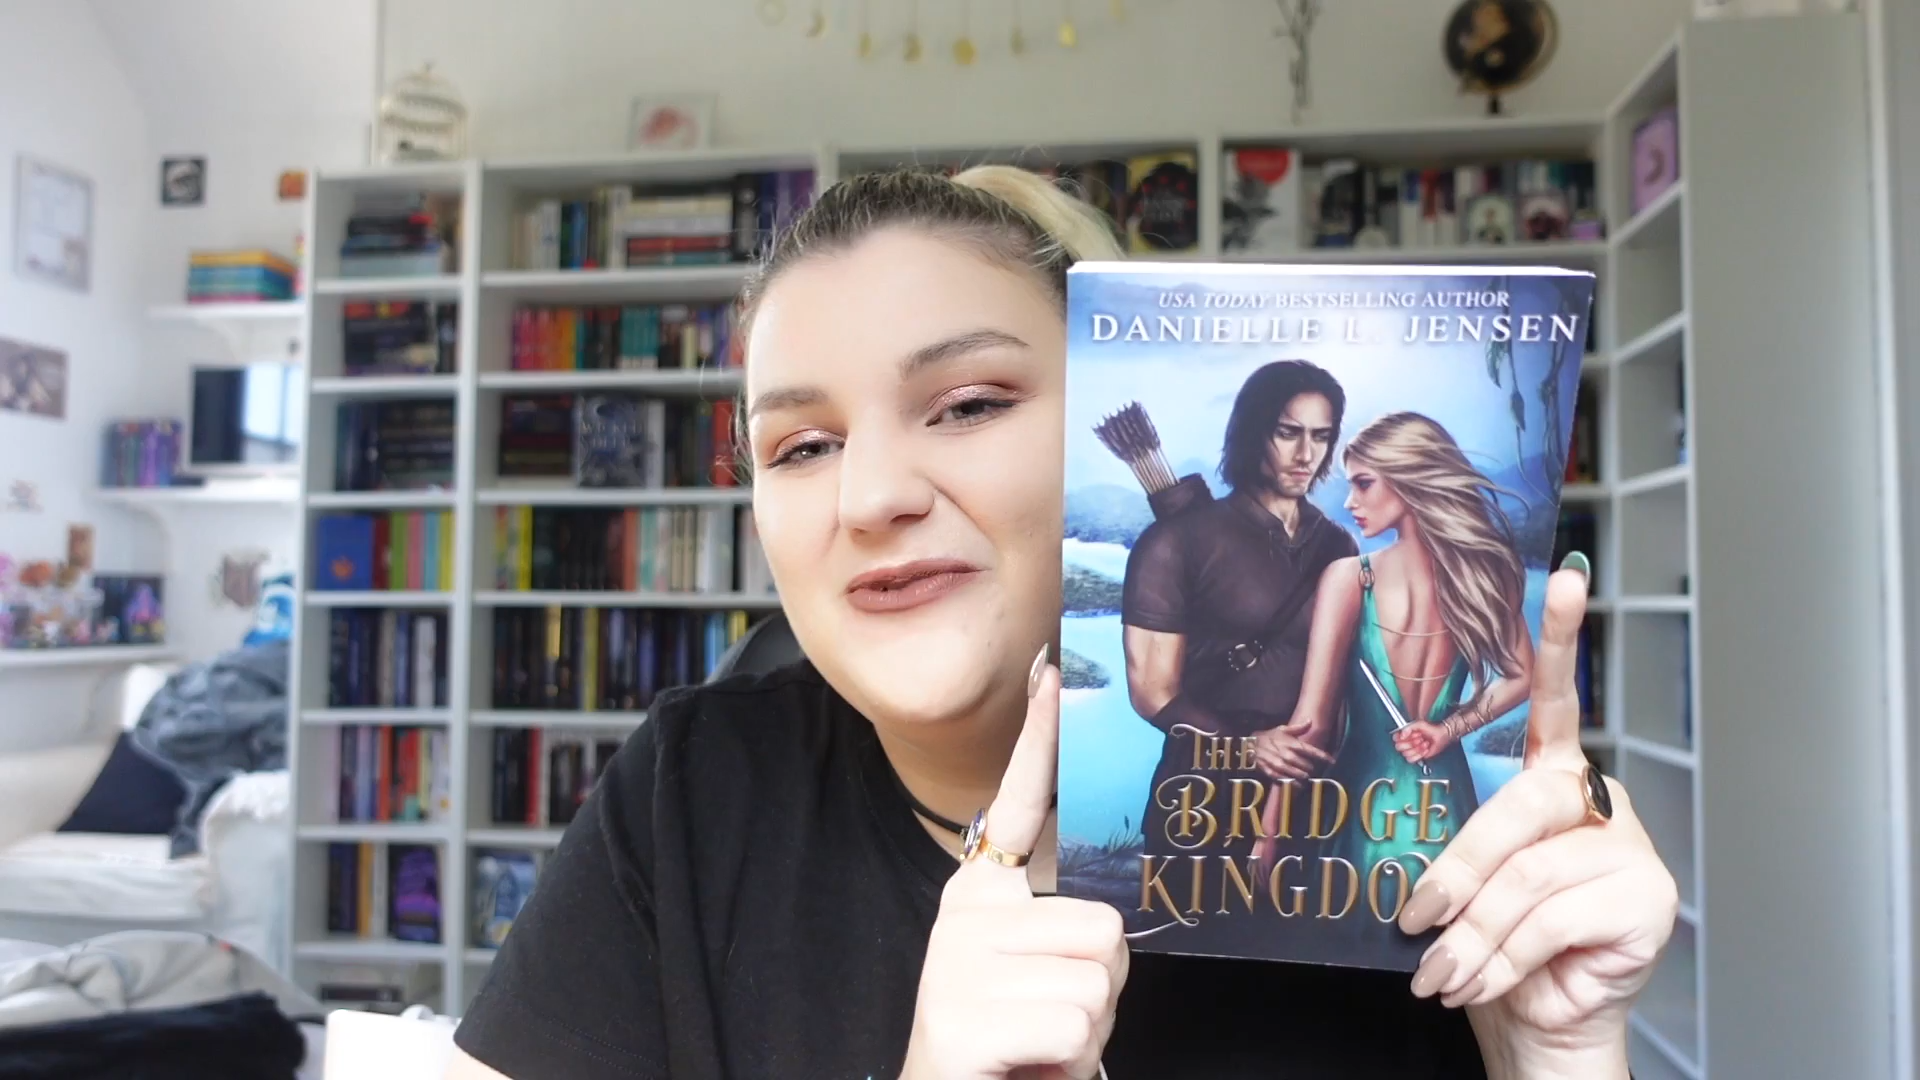 USA TODAY BESTSELLING AUTHOR
DANIELLE L. JENSEN
THE
BRIDGE
KINGDO